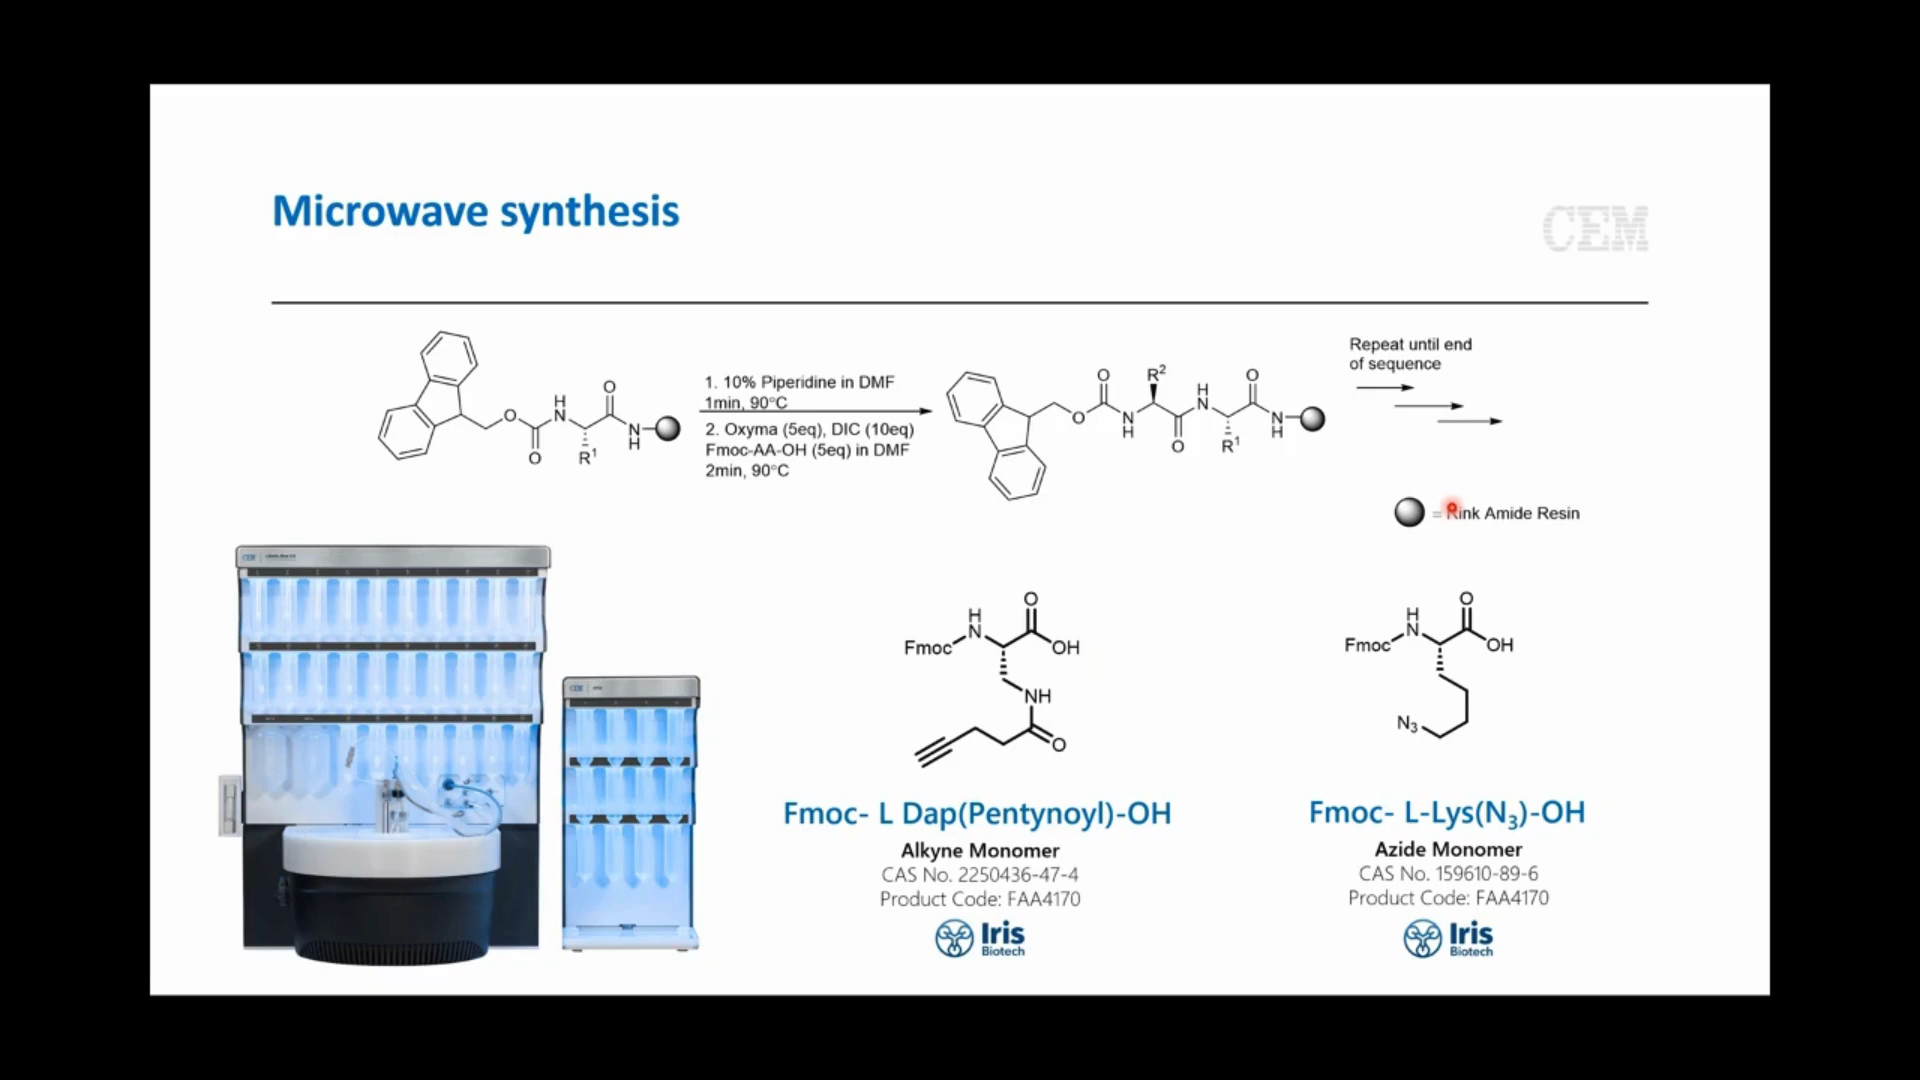 Microwave synthesis
CEM
Repeat until end
of sequence
1. 10% Piperidine in DMF
1min, 90°C
2. Oxyma (5eq), DIC (10eq)
Fmoc-AA-OH (5eq) in DMF
2min, 90°C
O
H
N
O
O
R¹
N
H
O
R²
O
H
N
O
O
N
H
O
R¹
N
H
= Rink Amide Resin
CEM
CEM
Fmoc
H
N
O
OH
NH
O
Fmoc
H
N
O
OH
N₃
Fmoc- L Dap(Pentynoyl)-OH
Alkyne Monomer
CAS No. 2250436-47-4
Product Code: FAA4170
Iris
Biotech
Fmoc- L-Lys(N₃)-OH
Azide Monomer
CAS No. 159610-89-6
Product Code: FAA4170
Iris
Biotech